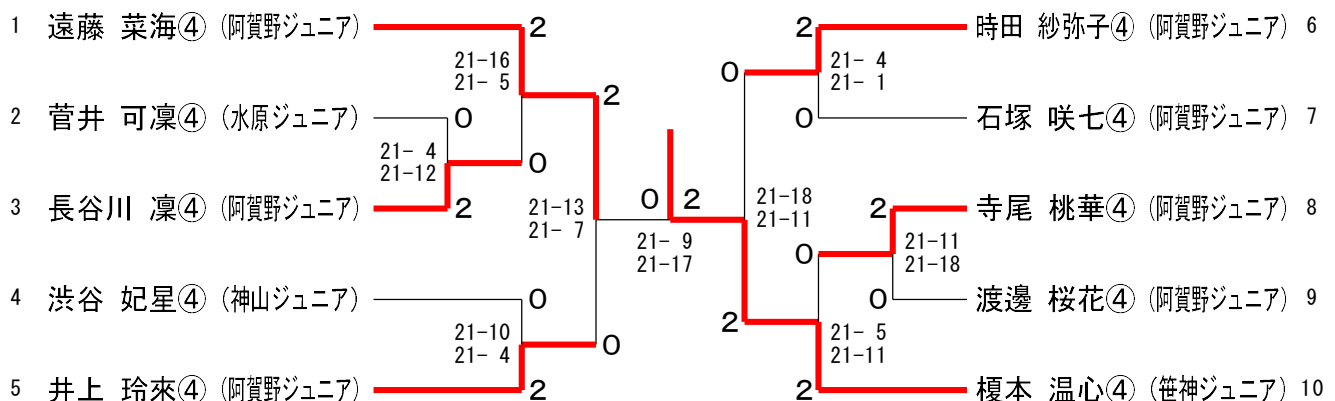 1 遠藤 菜海④ (阿賀野ジュニア) 2
21-16
21- 5
2
2 菅井 可凜④ (水原ジュニア) 0
21- 4
21-12
0
3 長谷川 凜④ (阿賀野ジュニア) 2
21-13
21- 7
4 渋谷 妃星④ (神山ジュニア) 0
21-10
21- 4
0
5 井上 玲來④ (阿賀野ジュニア) 2
0 2
21- 9
21-17
2 時田 紗弥子④ (阿賀野ジュニア) 6
0
21- 4
21- 1
0 石塚 咲七④ (阿賀野ジュニア) 7
21-18
21-11
2 寺尾 桃華④ (阿賀野ジュニア) 8
0
21-11
21-18
0 渡邊 桜花④ (阿賀野ジュニア) 9
2
21- 5
21-11
2 榎本 温心④ (笹神ジュニア) 10